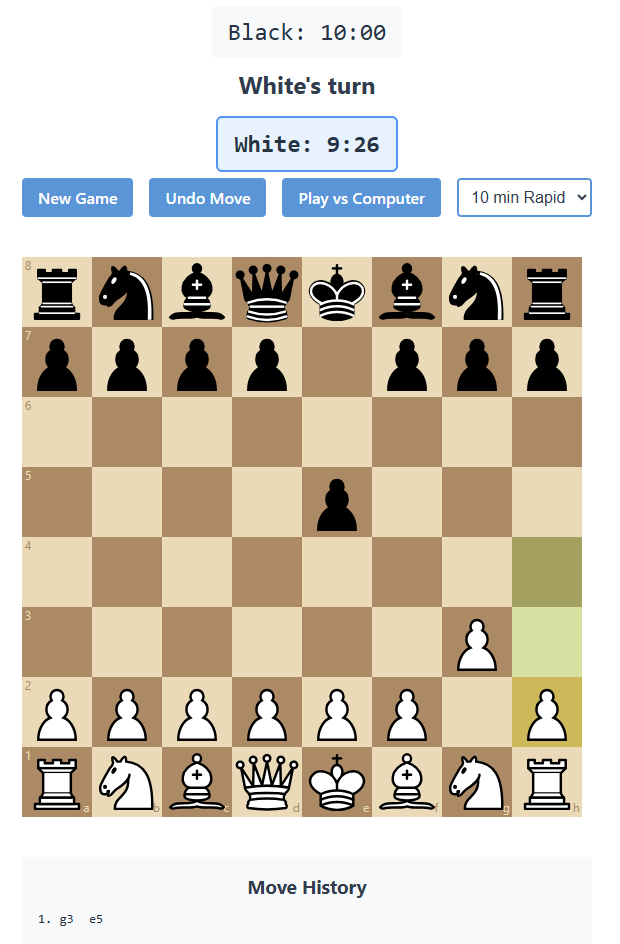 Black: 10:00
White's turn
White: 9:26
New Game Undo Move Play vs Computer 10 min Rapid
8
7
6
5
4
3
2
1
a b c d e f g h
Move History
1. g3 e5